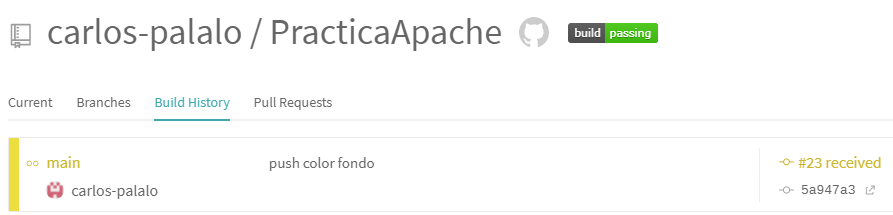 carlos-palalo / PracticaApache
build passing
Current Branches Build History Pull Requests
main push color fondo #23 received
carlos-palalo 5a947a3